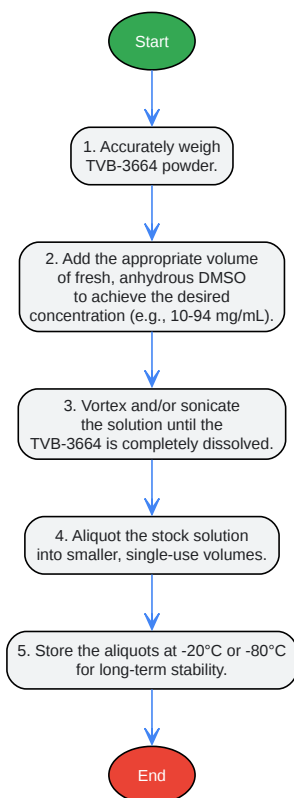 Start
1. Accurately weigh
TVB-3664 powder.
2. Add the appropriate volume
of fresh, anhydrous DMSO
to achieve the desired
concentration (e.g., 10-94 mg/mL).
3. Vortex and/or sonicate
the solution until the
TVB-3664 is completely dissolved.
4. Aliquot the stock solution
into smaller, single-use volumes.
5. Store the aliquots at -20°C or -80°C
for long-term stability.
End